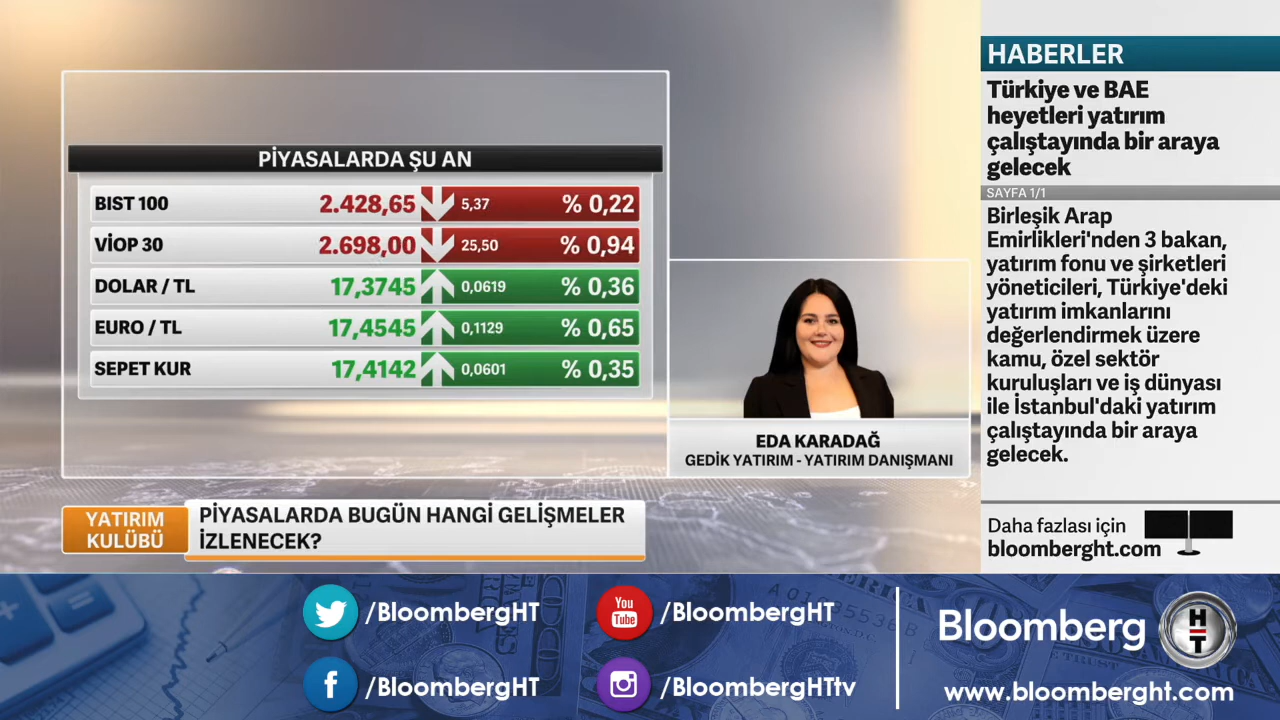 PİYASALARDA ŞU AN
BIST 100 2.428,65 5,37 % 0,22
VİOP 30 2.698,00 25,50 % 0,94
DOLAR / TL 17,3745 0,0619 % 0,36
EURO / TL 17,4545 0,1129 % 0,65
SEPET KUR 17,4142 0,0601 % 0,35
EDA KARADAĞ
GEDİK YATIRIM - YATIRIM DANIŞMANI
YATIRIM
KULÜBÜ
PİYASALARDA BUGÜN HANGİ GELİŞMELER
İZLENECEK?
HABERLER
Türkiye ve BAE
heyetleri yatırım
çalıştayında bir araya
gelecek
SAYFA 1/1
Birleşik Arap
Emirlikleri'nden 3 bakan,
yatırım fonu ve şirketleri
yöneticileri, Türkiye'deki
yatırım imkanlarını
değerlendirmek üzere
kamu, özel sektör
kuruluşları ve iş dünyası
ile İstanbul'daki yatırım
çalıştayında bir araya
gelecek.
Daha fazlası için
bloomberght.com
/BloombergHT
You
Tube
/BloombergHT
f
/BloombergHT
/BloombergHTtv
Bloomberg HT
www.bloomberght.com